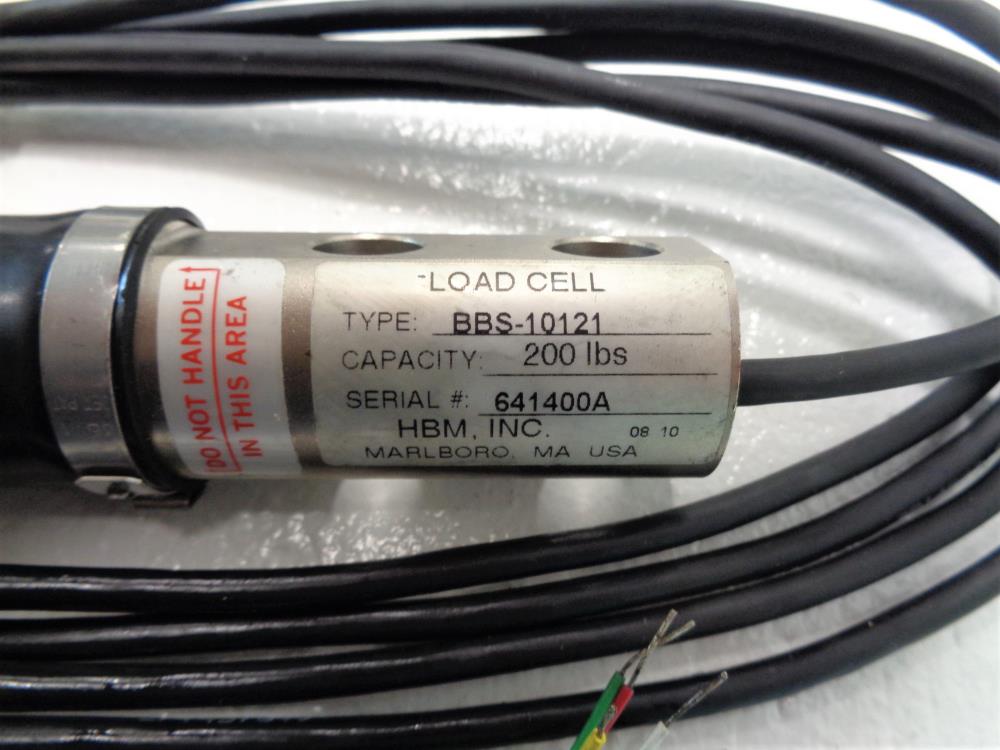 LOAD CELL
TYPE: BBS-10121
CAPACITY: 200 lbs
SERIAL #: 641400A
HBM, INC. 08 10
MARLBORO, MA USA
DO NOT HANDLE
IN THIS AREA